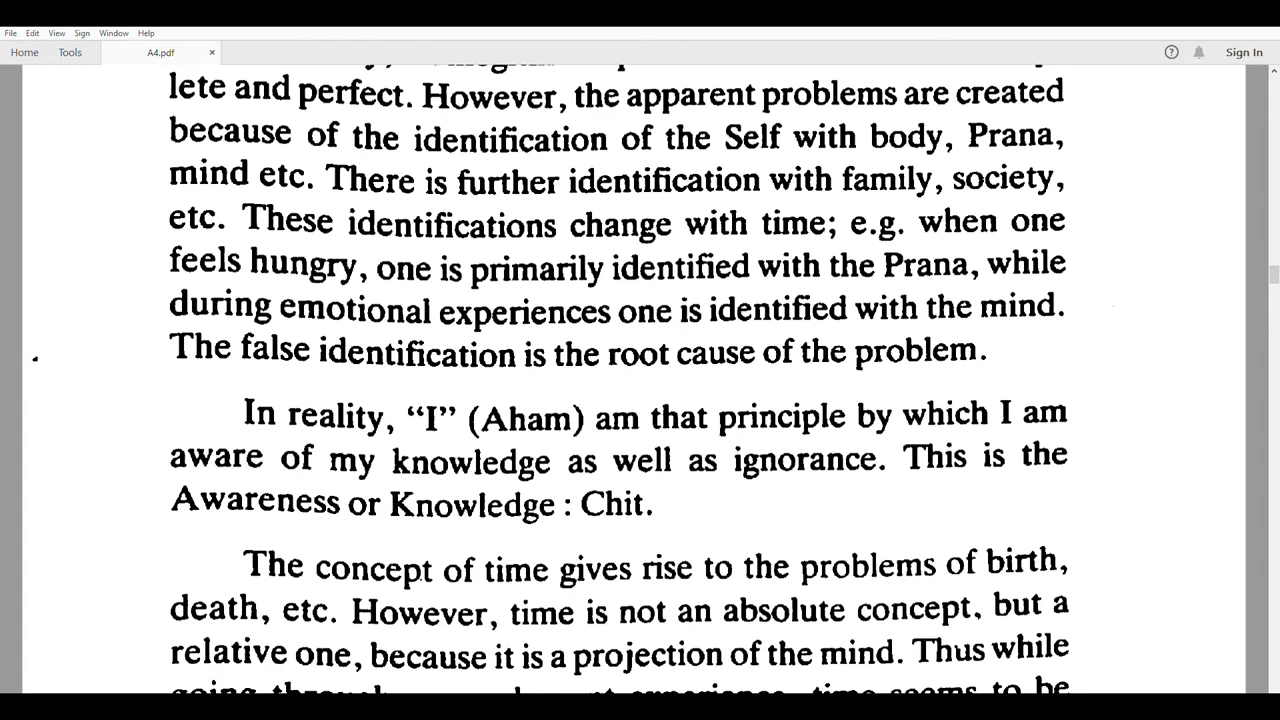 File Edit View Sign Window Help
Home Tools A4.pdf × Sign In
lete and perfect. However, the apparent problems are created
because of the identification of the Self with body, Prana,
mind etc. There is further identification with family, society,
etc. These identifications change with time; e.g. when one
feels hungry, one is primarily identified with the Prana, while
during emotional experiences one is identified with the mind.
The false identification is the root cause of the problem.
In reality, “I” (Aham) am that principle by which I am
aware of my knowledge as well as ignorance. This is the
Awareness or Knowledge : Chit.
The concept of time gives rise to the problems of birth,
death, etc. However, time is not an absolute concept, but a
relative one, because it is a projection of the mind. Thus while
going through experience, time seems to be